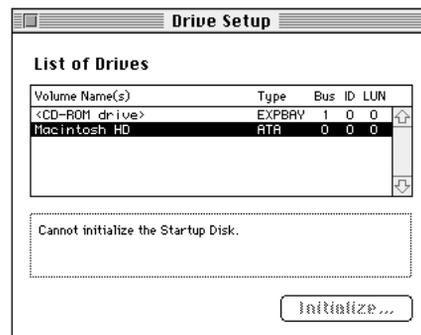 Drive Setup
List of Drives
Volume Name(s) Type Bus ID LUN
<CD-ROM drive> EXPBAY 1 0 0
Macintosh HD ATA 0 0 0
Cannot initialize the Startup Disk.
Initialize...